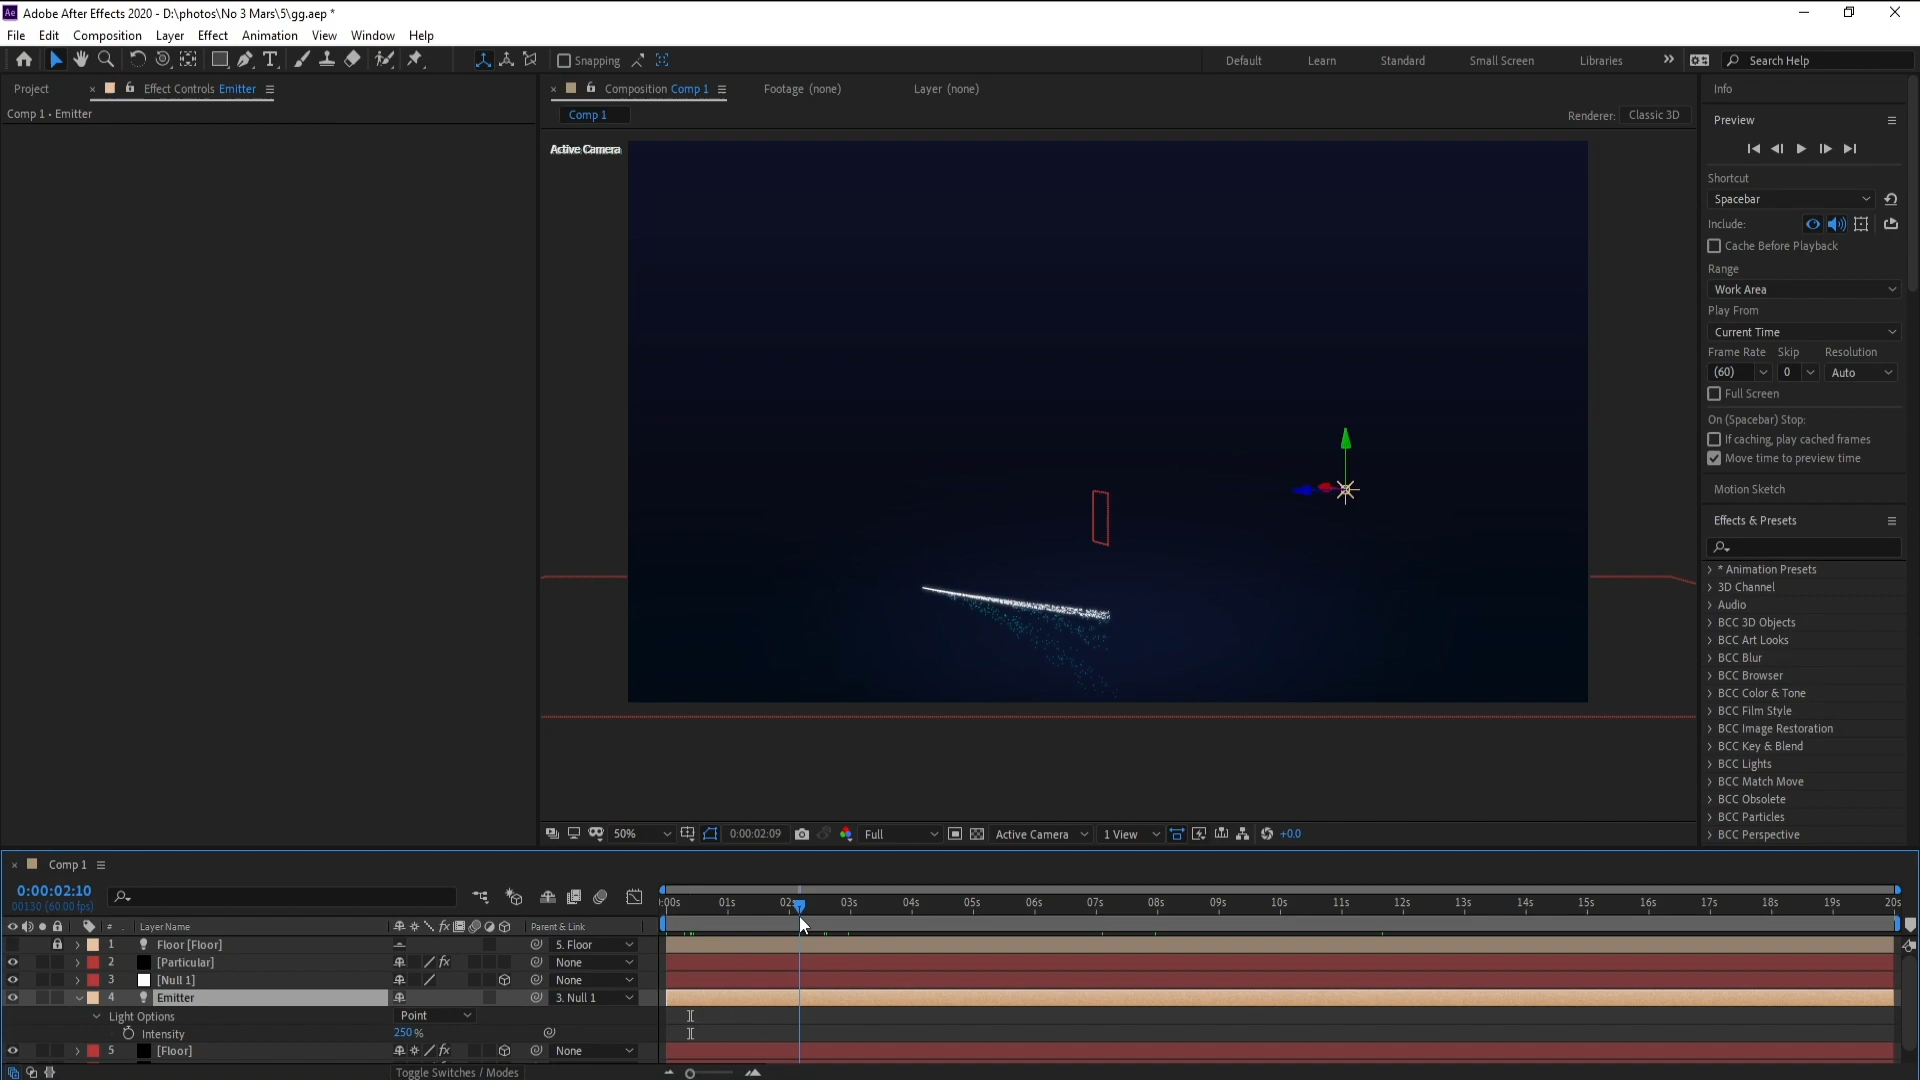 Adobe After Effects 2020 - D:\photos\No 3 Mars\5\gg.aep *
File Edit Composition Layer Effect Animation View Window Help
Snapping
Default Learn Standard Small Screen Libraries
Search Help
Project
Effect Controls Emitter
Comp 1 • Emitter
Composition Comp 1
Footage (none)
Layer (none)
Comp 1
Renderer: Classic 3D
Active Camera
Info
Preview
Shortcut
Spacebar
Include:
Cache Before Playback
Range
Work Area
Play From
Current Time
Frame Rate Skip Resolution
(60) 0 Auto
Full Screen
On (Spacebar) Stop:
If caching, play cached frames
Move time to preview time
Motion Sketch
Effects & Presets
* Animation Presets
3D Channel
Audio
BCC 3D Objects
BCC Art Looks
BCC Blur
BCC Browser
BCC Color & Tone
BCC Film Style
BCC Image Restoration
BCC Key & Blend
BCC Lights
BCC Match Move
BCC Obsolete
BCC Particles
BCC Perspective
50% 0:00:02:09 Full Active Camera 1 View +0.0
Comp 1
0:00:02:10
00130 (60.00 fps)
:00s 01s 02s 03s 04s 05s 06s 07s 08s 09s 10s 11s 12s 13s 14s 15s 16s 17s 18s 19s 20s
# Layer Name fx Parent & Link
1 Floor [Floor] 5. Floor
2 [Particular] fx None
3 [Null 1] None
4 Emitter 3. Null 1
Light Options Point
Intensity 250 %
5 [Floor] fx None
Toggle Switches / Modes